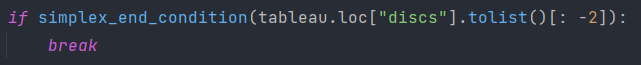 if simplex_end_condition(tableau.loc["discs"].tolist()[: -2]):
    break